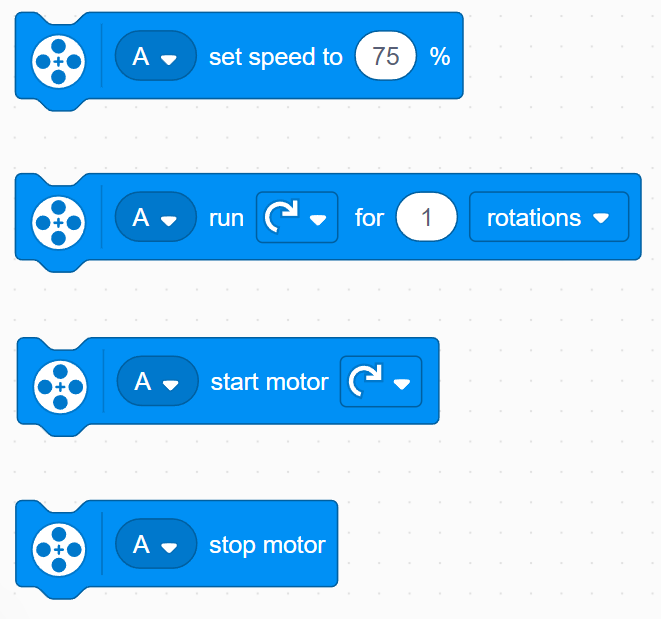 A set speed to 75 %
A run for 1 rotations
A start motor
A stop motor